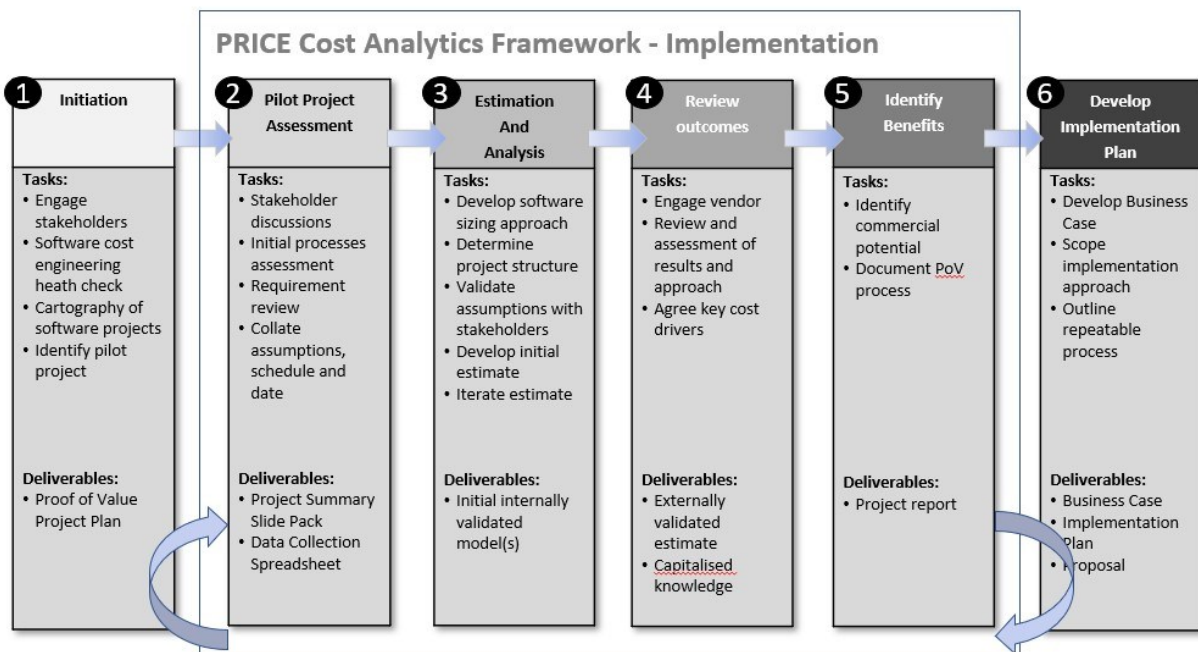 PRICE Cost Analytics Framework - Implementation
1
Initiation
Tasks:
• Engage
stakeholders
• Software cost
engineering
heath check
• Cartography of
software projects
• Identify pilot
project
Deliverables:
• Proof of Value
Project Plan
2
Pilot Project
Assessment
Tasks:
• Stakeholder
discussions
• Initial processes
assessment
• Requirement
review
• Collate
assumptions,
schedule and
date
Deliverables:
• Project Summary
Slide Pack
• Data Collection
Spreadsheet
3
Estimation
And
Analysis
Tasks:
• Develop software
sizing approach
• Determine
project structure
• Validate
assumptions with
stakeholders
• Develop initial
estimate
• Iterate estimate
Deliverables:
• Initial internally
validated
model(s)
4
Review
outcomes
Tasks:
• Engage vendor
• Review and
assessment of
results and
approach
• Agree key cost
drivers
Deliverables:
• Externally
validated
estimate
• Capitalised
knowledge
5
Identify
Benefits
Tasks:
• Identify
commercial
potential
• Document PoV
process
Deliverables:
• Project report
6
Develop
Implementation
Plan
Tasks:
• Develop Business
Case
• Scope
implementation
approach
• Outline
repeatable
process
Deliverables:
• Business Case
• Implementation
Plan
• Proposal